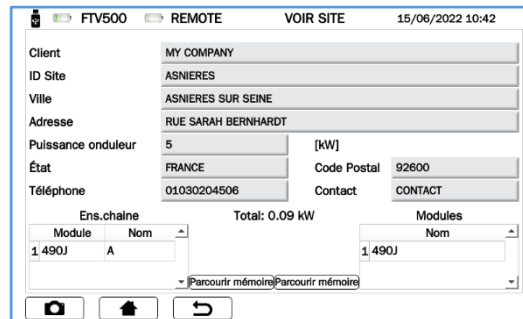 FTV500 REMOTE VOIR SITE 15/06/2022 10:42
Client MY COMPANY
ID Site ASNIERES
Ville ASNIERES SUR SEINE
Adresse RUE SARAH BERNHARDT
Puissance onduleur 5 [kW]
État FRANCE Code Postal 92600
Téléphone 01030204506 Contact CONTACT
Ens.chaine Total: 0.09 kW Modules
Module Nom Nom
1 490J A 1 490J
Parcourir mémoire Parcourir mémoire